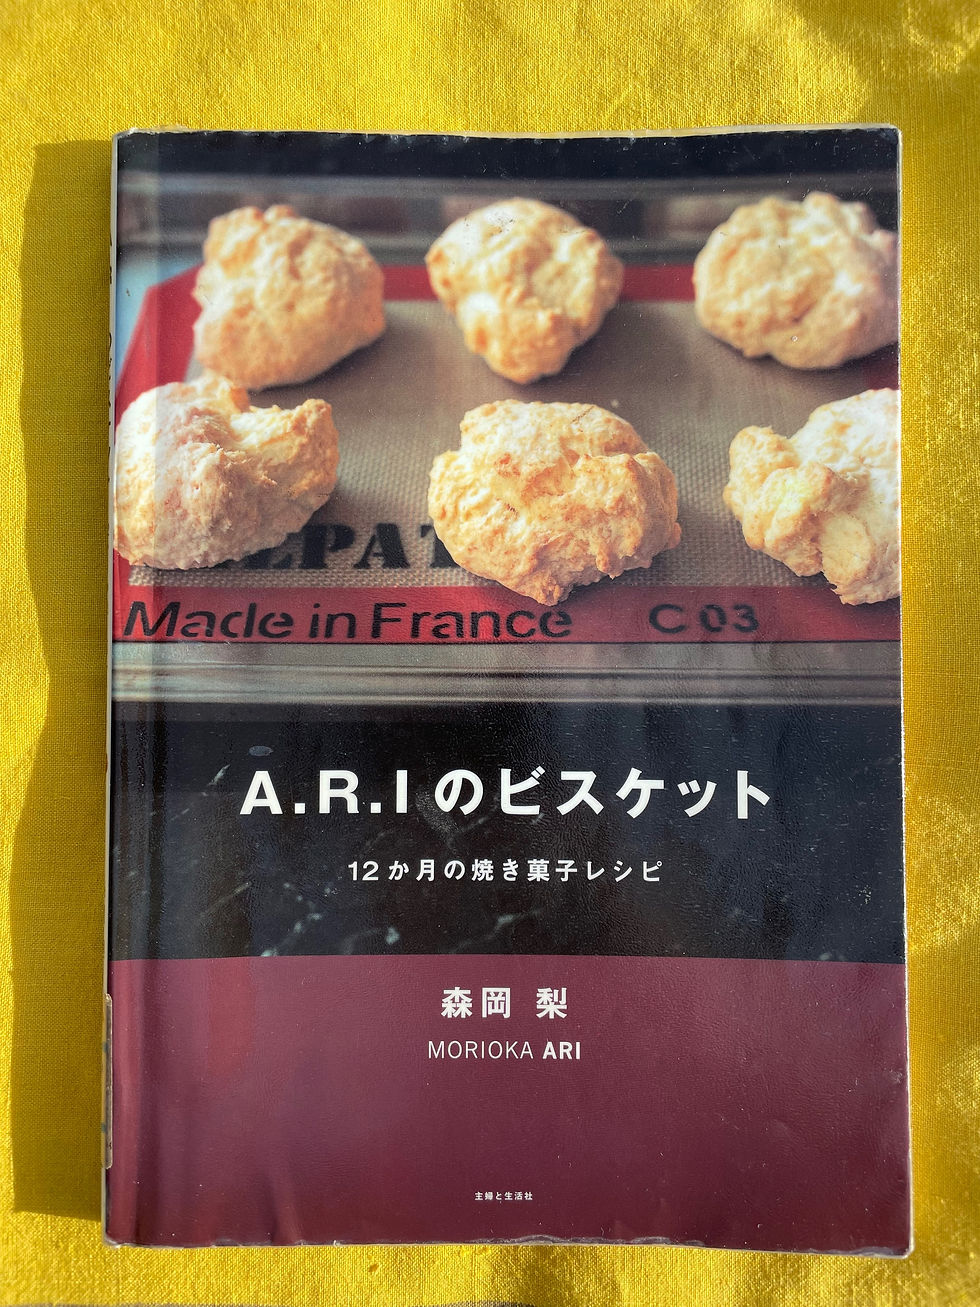 Made in France C 03
A.R.Iのビスケット
12か月の焼き菓子レシピ
森岡 梨
MORIOKA ARI
主婦と生活社